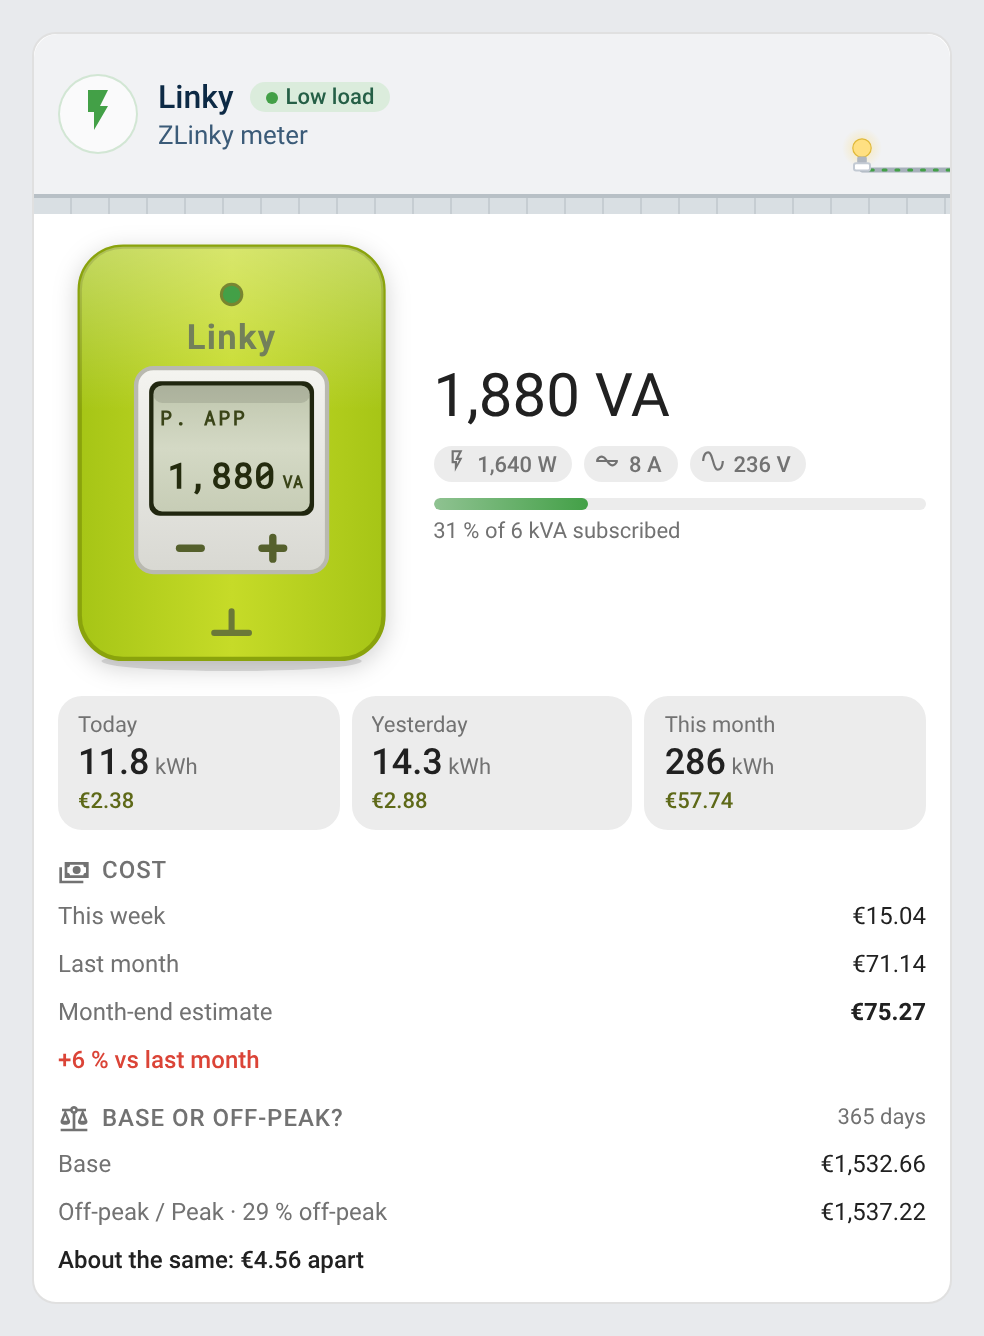 Linky
Low load
ZLinky meter
Linky
P. APP
1,880 VA
1,880 VA
1,640 W
8 A
236 V
31 % of 6 kVA subscribed
Today
11.8 kWh
€2.38
Yesterday
14.3 kWh
€2.88
This month
286 kWh
€57.74
COST
This week €15.04
Last month €71.14
Month-end estimate €75.27
+6 % vs last month
BASE OR OFF-PEAK? 365 days
Base €1,532.66
Off-peak / Peak · 29 % off-peak €1,537.22
About the same: €4.56 apart